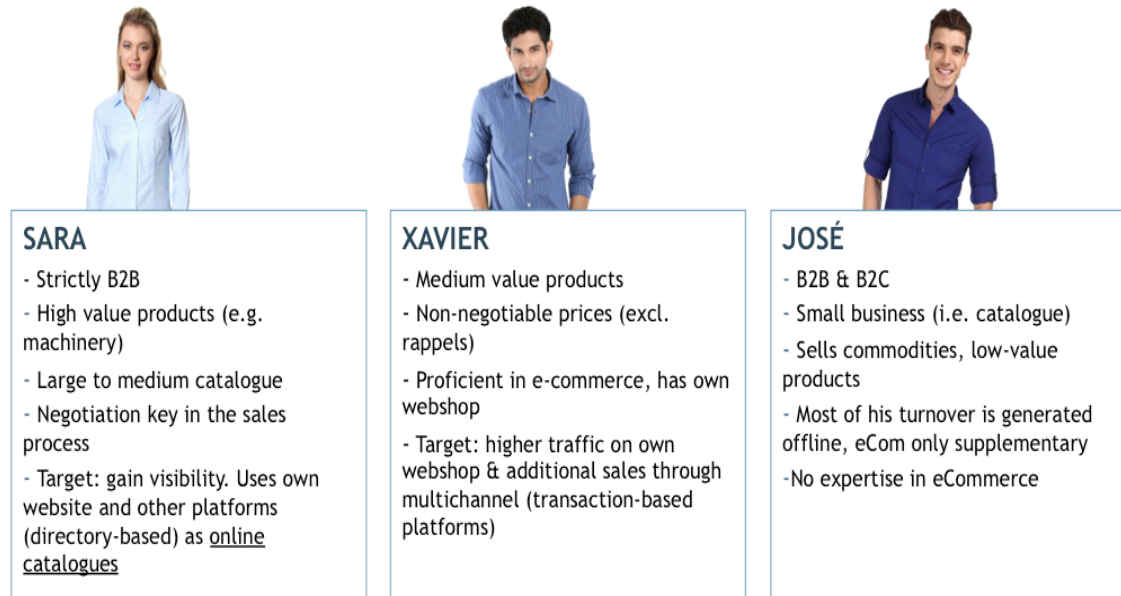 SARA
- Strictly B2B
- High value products (e.g.
machinery)
- Large to medium catalogue
- Negotiation key in the sales
process
- Target: gain visibility. Uses own
website and other platforms
(directory-based) as online
catalogues
XAVIER
- Medium value products
- Non-negotiable prices (excl.
rappels)
- Proficient in e-commerce, has own
webshop
- Target: higher traffic on own
webshop & additional sales through
multichannel (transaction-based
platforms)
JOSÉ
- B2B & B2C
- Small business (i.e. catalogue)
- Sells commodities, low-value
products
- Most of his turnover is generated
offline, eCom only supplementary
-No expertise in eCommerce